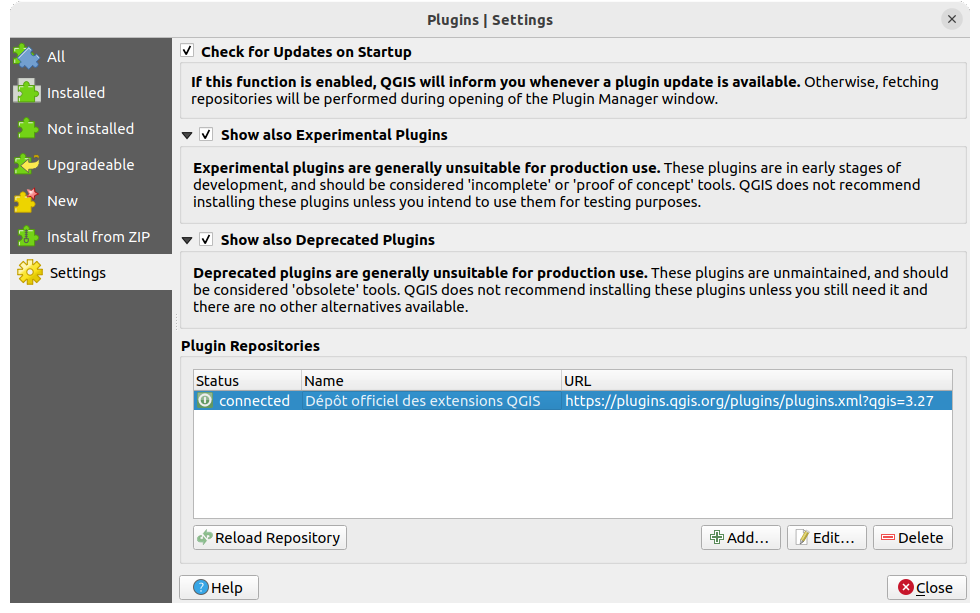 Plugins | Settings
All
Installed
Not installed
Upgradeable
New
Install from ZIP
Settings
Check for Updates on Startup
If this function is enabled, QGIS will inform you whenever a plugin update is available. Otherwise, fetching
repositories will be performed during opening of the Plugin Manager window.
Show also Experimental Plugins
Experimental plugins are generally unsuitable for production use. These plugins are in early stages of
development, and should be considered 'incomplete' or 'proof of concept' tools. QGIS does not recommend
installing these plugins unless you intend to use them for testing purposes.
Show also Deprecated Plugins
Deprecated plugins are generally unsuitable for production use. These plugins are unmaintained, and should
be considered 'obsolete' tools. QGIS does not recommend installing these plugins unless you still need it and
there are no other alternatives available.
Plugin Repositories
Status Name URL
connected Dépôt officiel des extensions QGIS https://plugins.qgis.org/plugins/plugins.xml?qgis=3.27
Reload Repository Add... Edit... Delete
Help Close